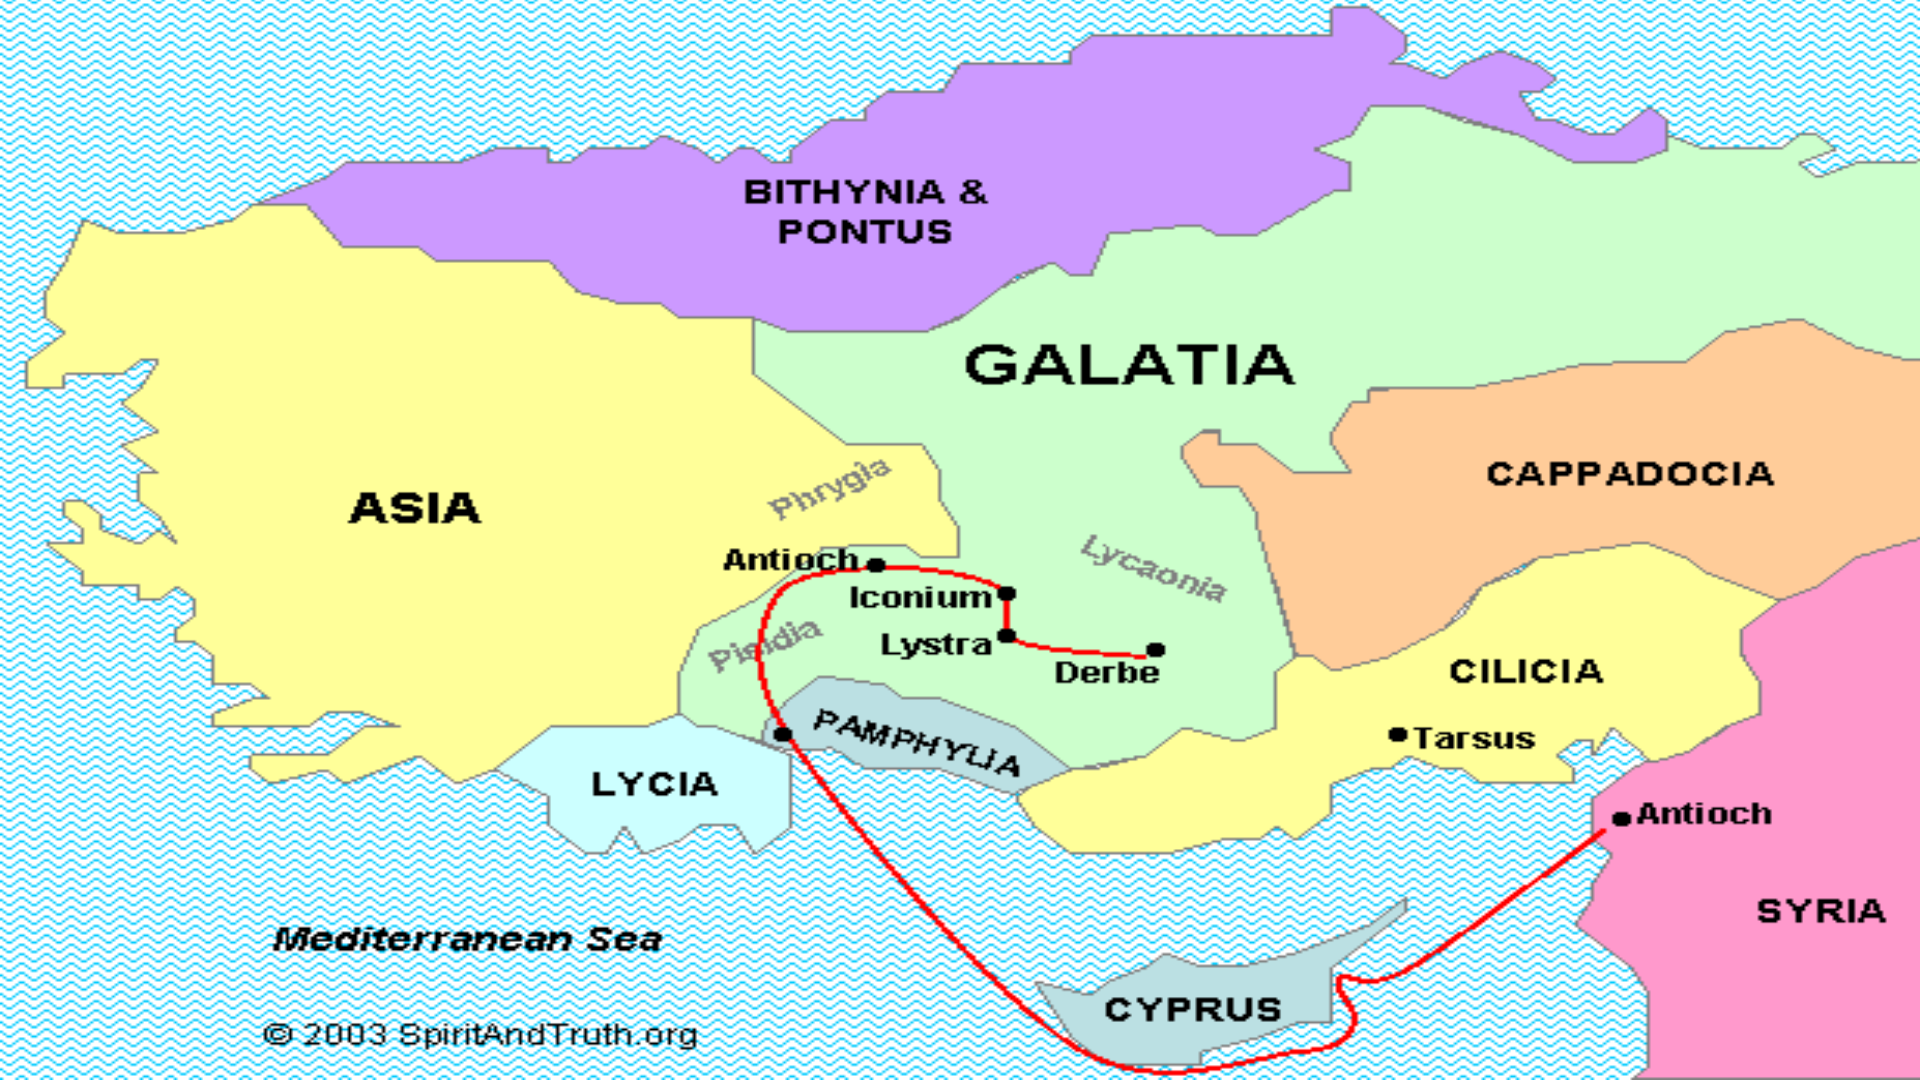 BITHYNIA &
PONTUS
GALATIA
CAPPADOCIA
ASIA
Phrygia
Lycaonia
Antioch
Iconium
Pisidia
Lystra
Derbe
CILICIA
PAMPHYLIA
Tarsus
LYCIA
Antioch
SYRIA
Mediterranean Sea
CYPRUS
© 2003 SpiritAndTruth.org